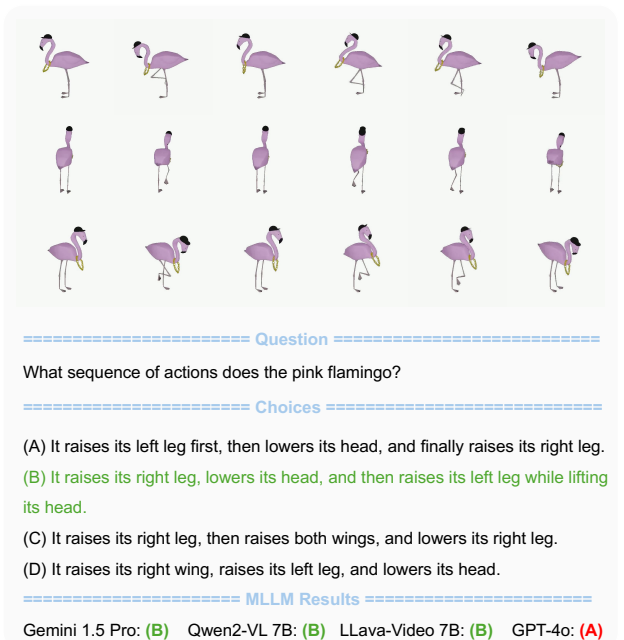 ======================= Question ===========================
What sequence of actions does the pink flamingo?
======================= Choices ============================
(A) It raises its left leg first, then lowers its head, and finally raises its right leg.
(B) It raises its right leg, lowers its head, and then raises its left leg while lifting
its head.
(C) It raises its right leg, then raises both wings, and lowers its right leg.
(D) It raises its right wing, raises its left leg, and lowers its head.
====================== MLLM Results =======================
Gemini 1.5 Pro: (B) Qwen2-VL 7B: (B) LLava-Video 7B: (B) GPT-4o: (A)